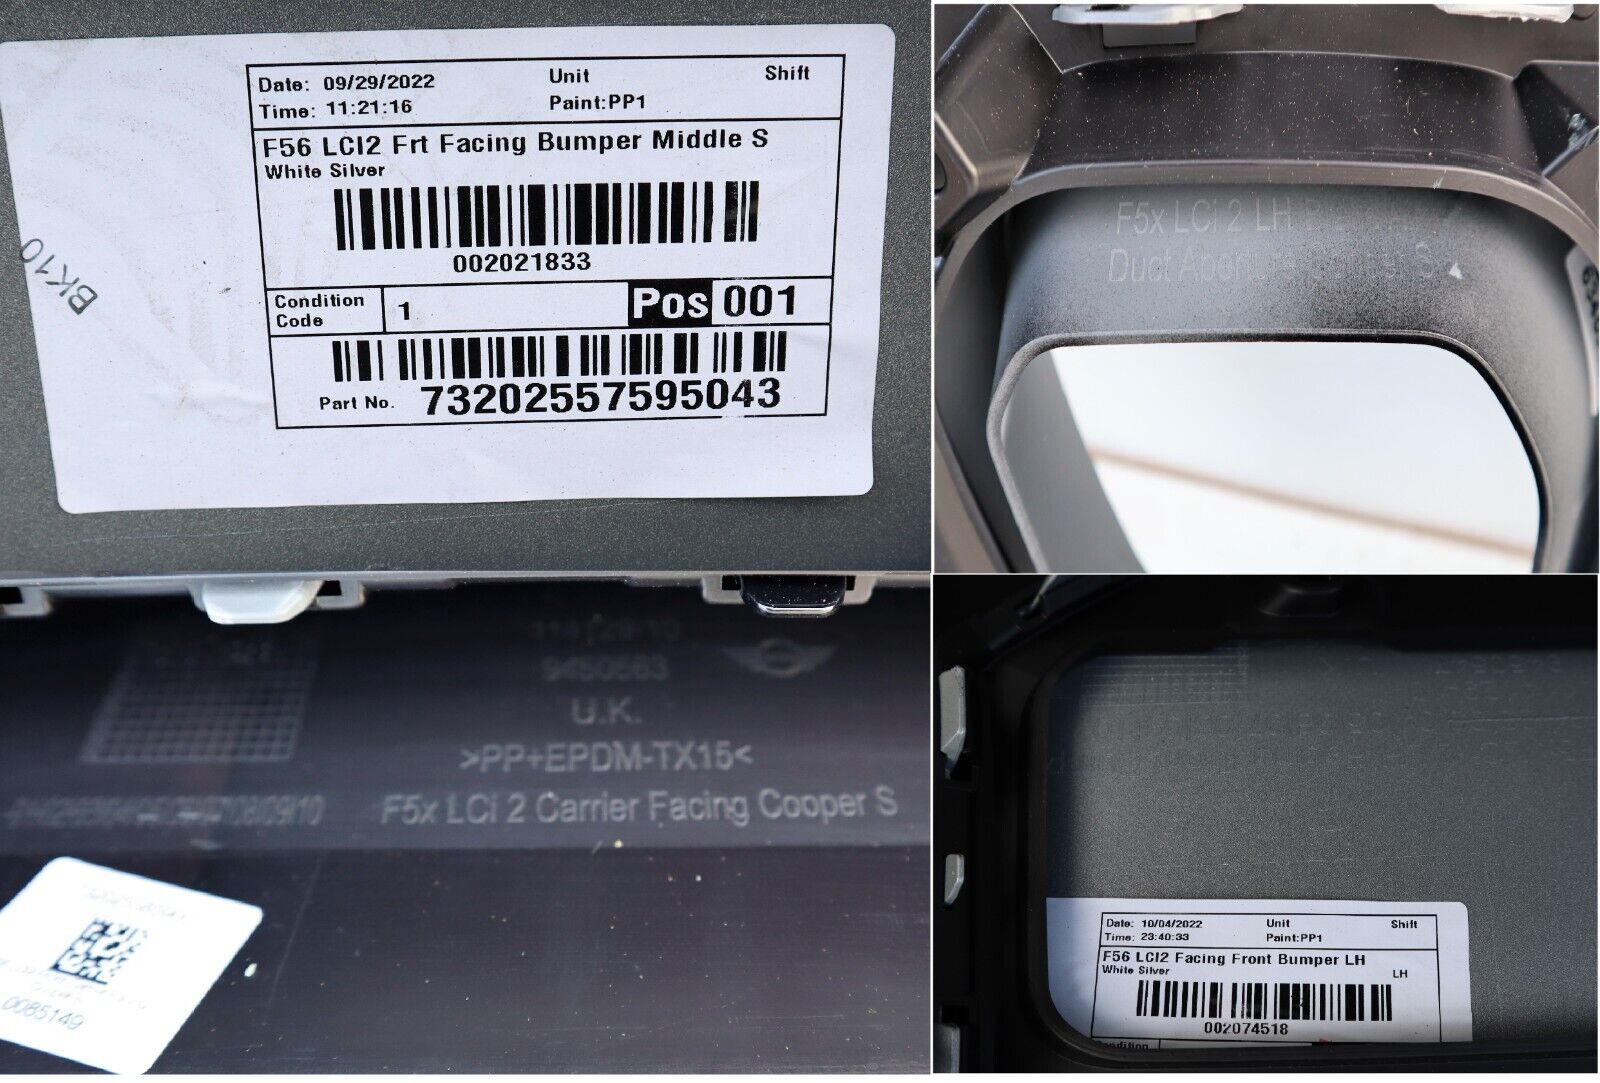 Date: 09/29/2022 Unit Shift
Time: 11:21:16 Paint:PP1
F56 LCI2 Frt Facing Bumper Middle S
White Silver
002021833
Condition Code 1 Pos 001
Part No. 73202557595043
BK10
F5x LCi 2 LH
Duct S
9450563
U.K.
>PP+EPDM-TX15<
F5x LCi 2 Carrier Facing Cooper S
0085149
Date: 10/04/2022 Unit Shift
Time: 23:40:33 Paint:PP1
F56 LCI2 Facing Front Bumper LH
White Silver LH
002074518